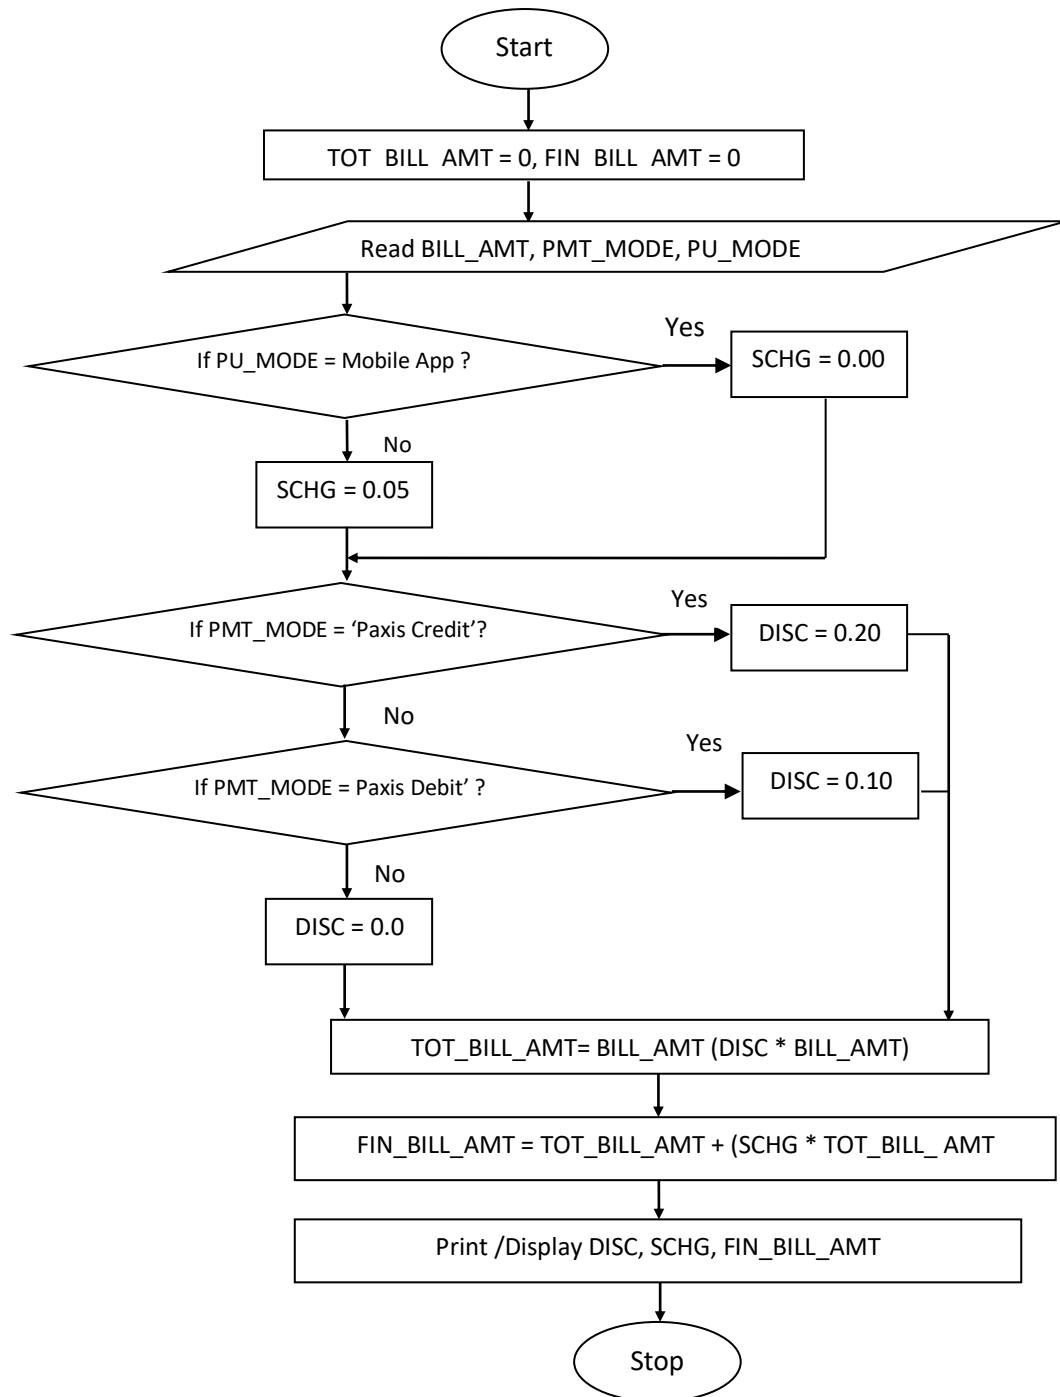 Start
TOT BILL AMT = 0, FIN BILL AMT = 0
Read BILL_AMT, PMT_MODE, PU_MODE
If PU_MODE = Mobile App ?
Yes
SCHG = 0.00
No
SCHG = 0.05
If PMT_MODE = ‘Paxis Credit’?
Yes
DISC = 0.20
No
If PMT_MODE = Paxis Debit’ ?
Yes
DISC = 0.10
No
DISC = 0.0
TOT_BILL_AMT= BILL_AMT (DISC * BILL_AMT)
FIN_BILL_AMT = TOT_BILL_AMT + (SCHG * TOT_BILL_ AMT
Print /Display DISC, SCHG, FIN_BILL_AMT
Stop